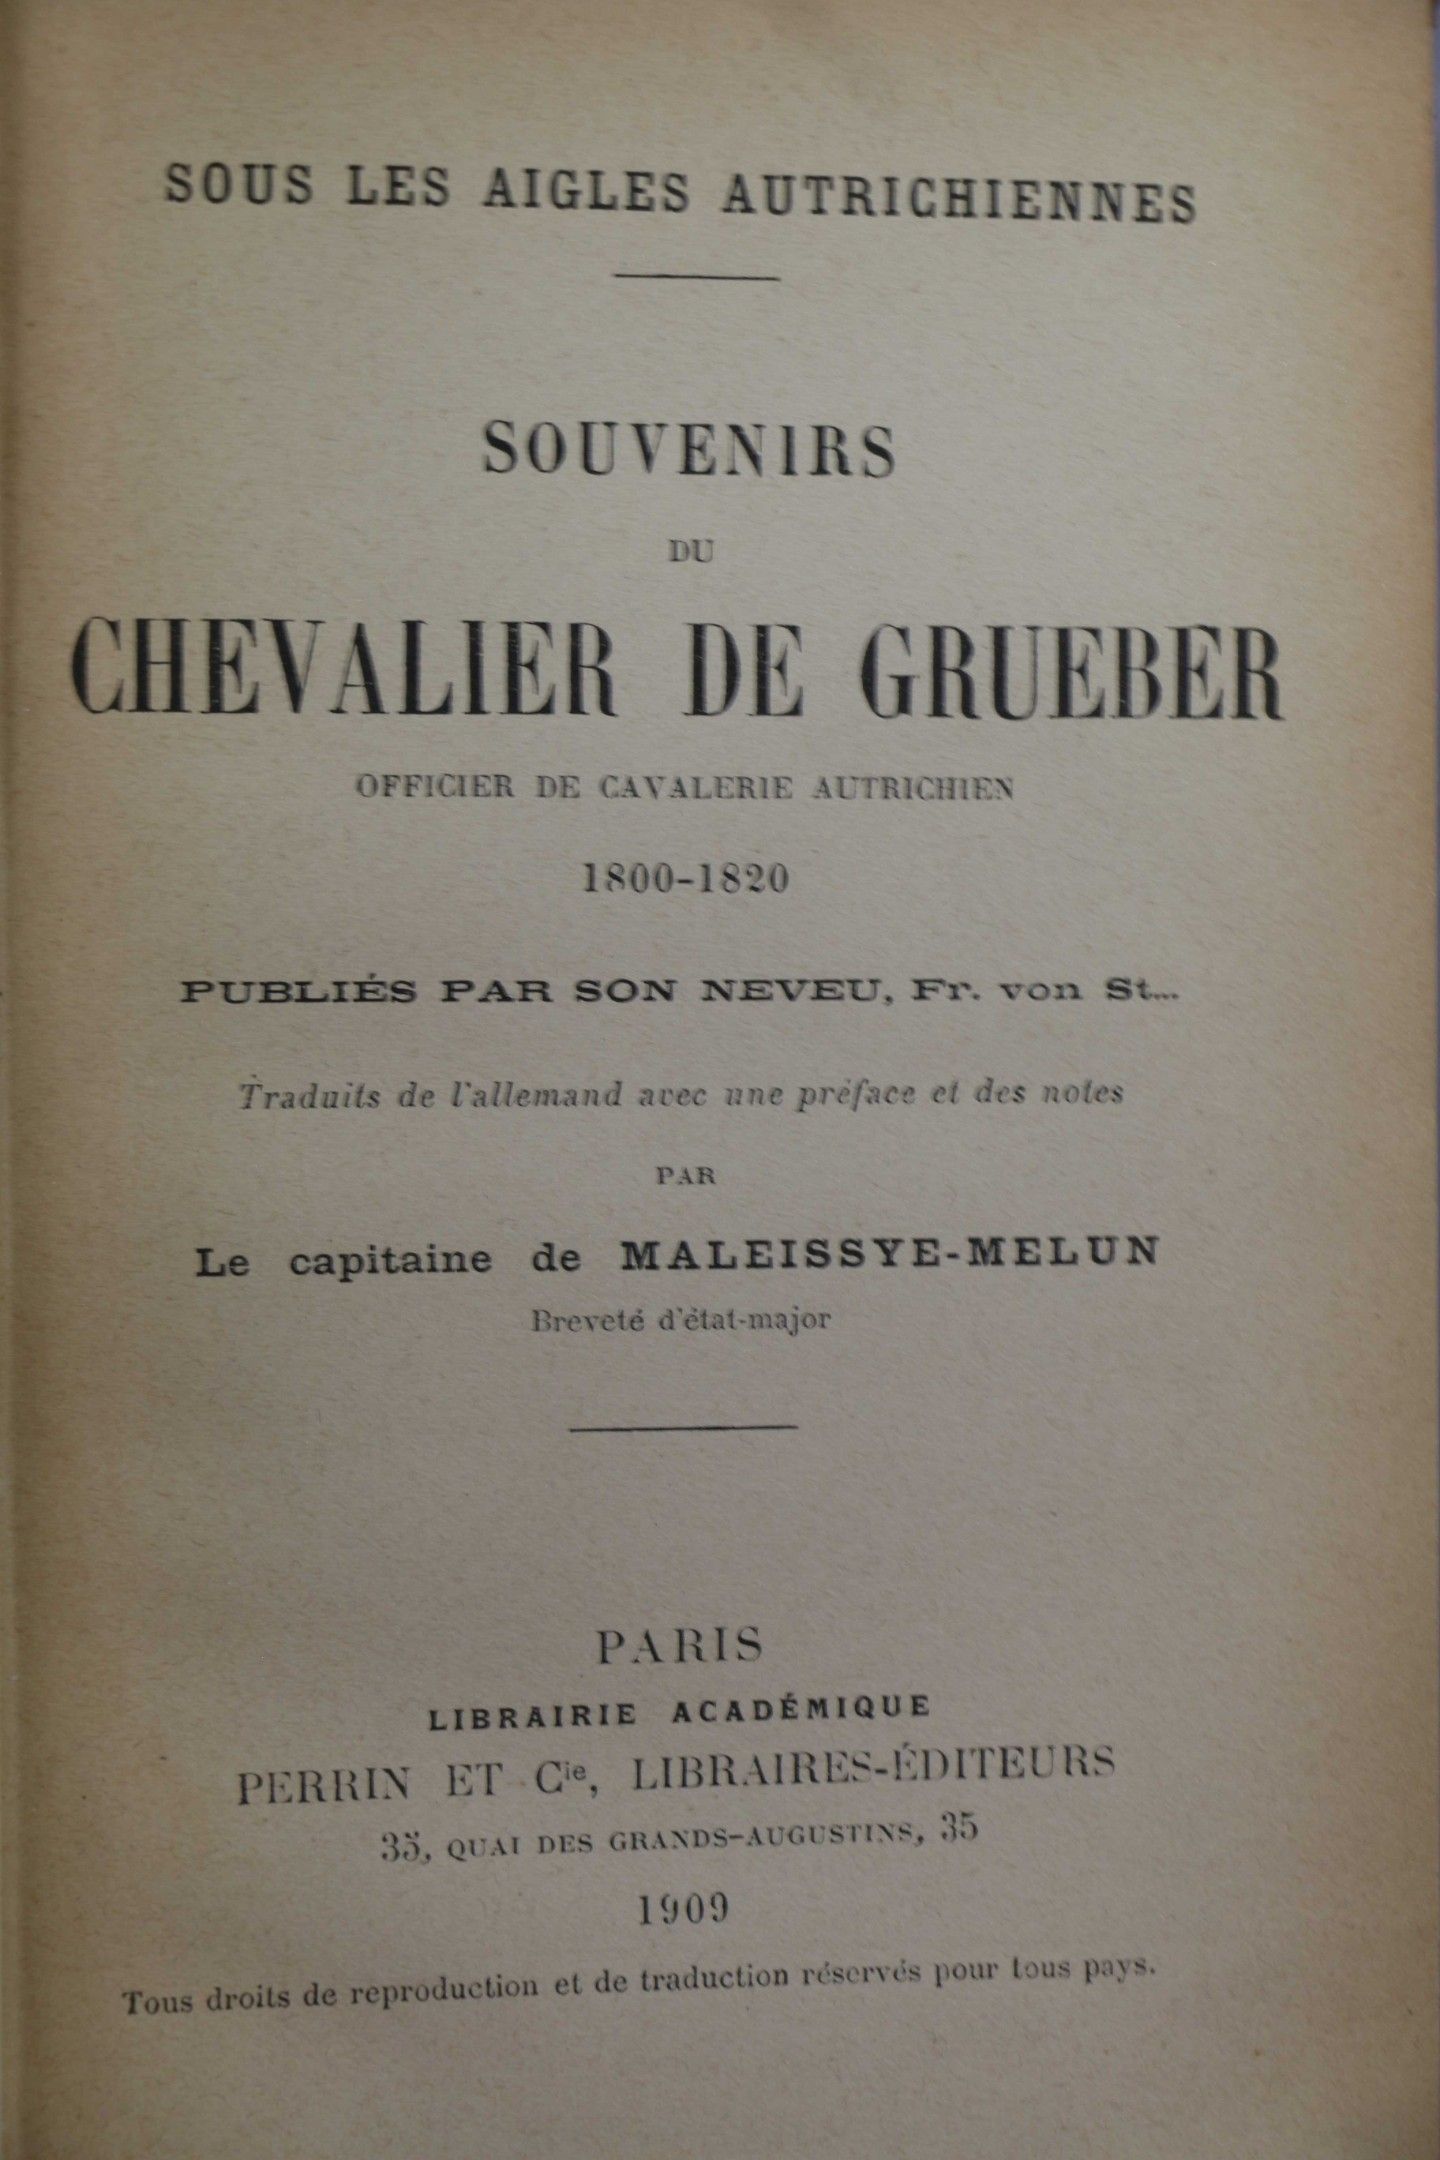 SOUS LES AIGLES AUTRICHIENNES
SOUVENIRS
DU
CHEVALIER DE GRUEBER
OFFICIER DE CAVALERIE AUTRICHIEN
1800-1820
PUBLIÉS PAR SON NEVEU, Fr. von St...
Traduits de l'allemand avec une préface et des notes
PAR
Le capitaine de MALEISSYE-MELUN
Breveté d'état-major
PARIS
LIBRAIRIE ACADÉMIQUE
PERRIN ET Cie, LIBRAIRES-ÉDITEURS
35, QUAI DES GRANDS-AUGUSTINS, 35
1909
Tous droits de reproduction et de traduction réservés pour tous pays.